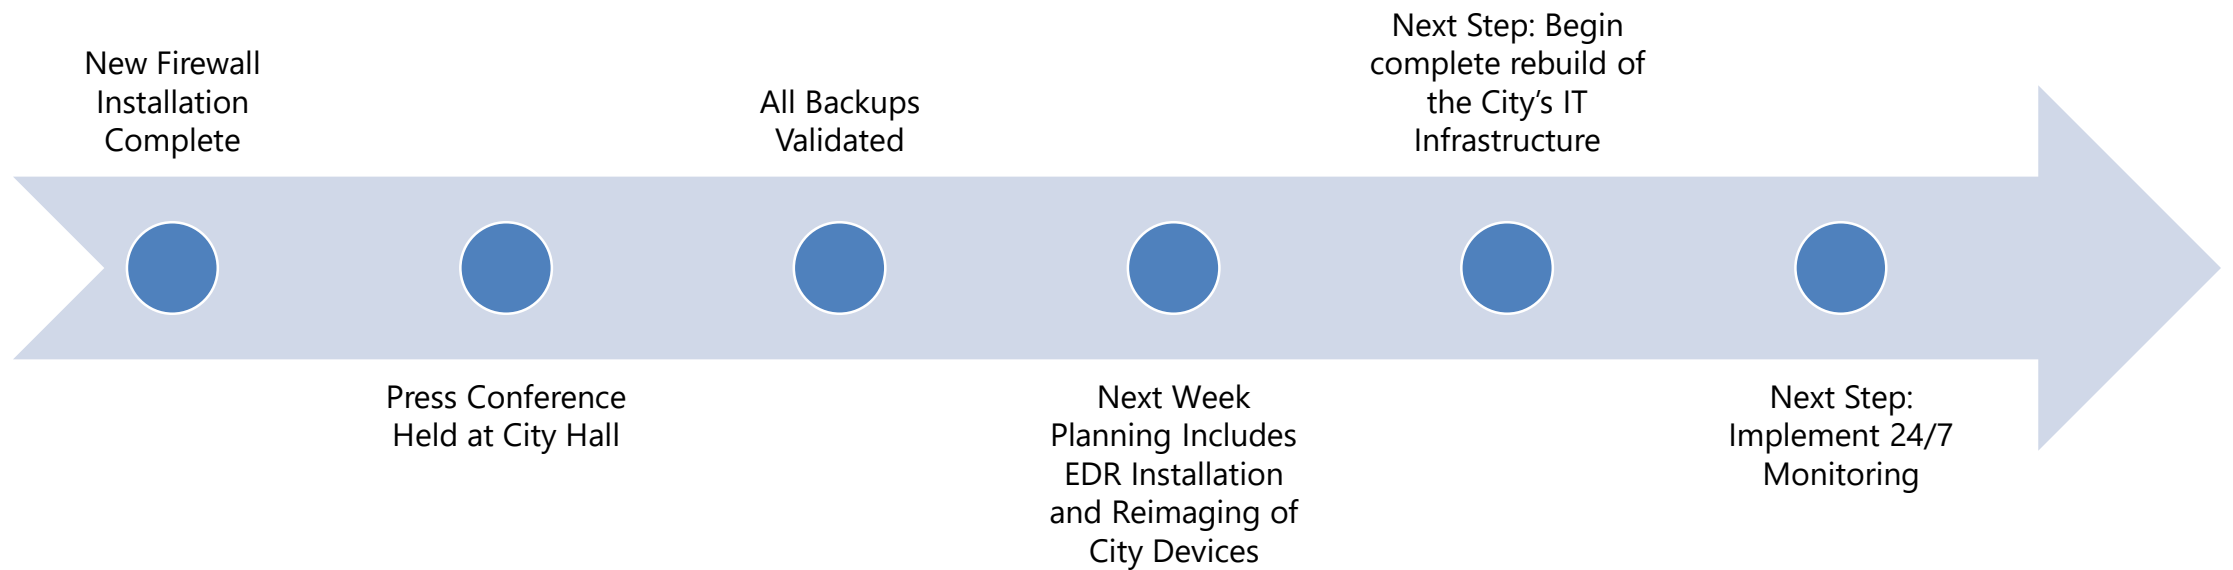 New Firewall
Installation
Complete
Press Conference
Held at City Hall
All Backups
Validated
Next Week
Planning Includes
EDR Installation
and Reimaging of
City Devices
Next Step: Begin
complete rebuild of
the City’s IT
Infrastructure
Next Step:
Implement 24/7
Monitoring